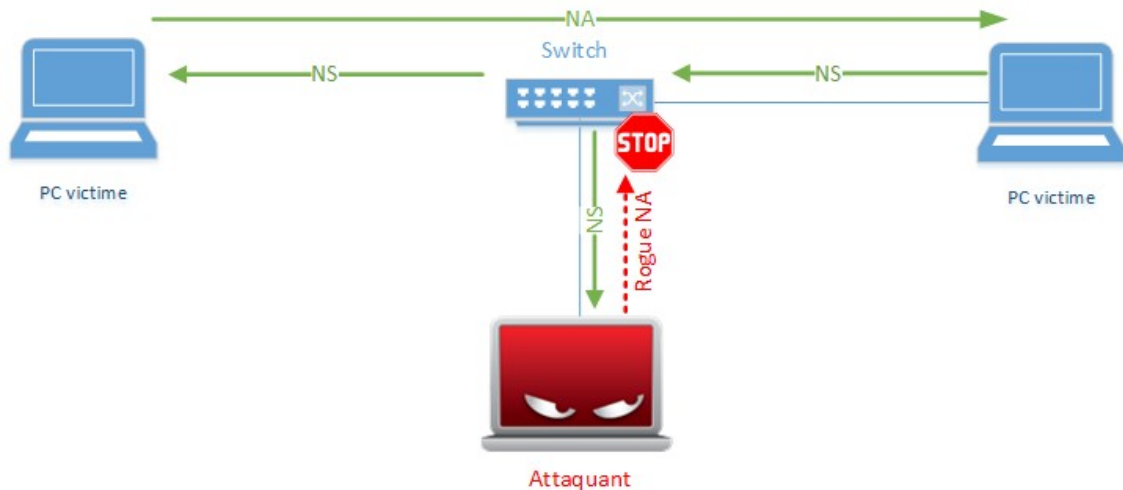 NA
Switch
NS
NS
STOP
PC victime
PC victime
NS
Rogue NA
Attaquant